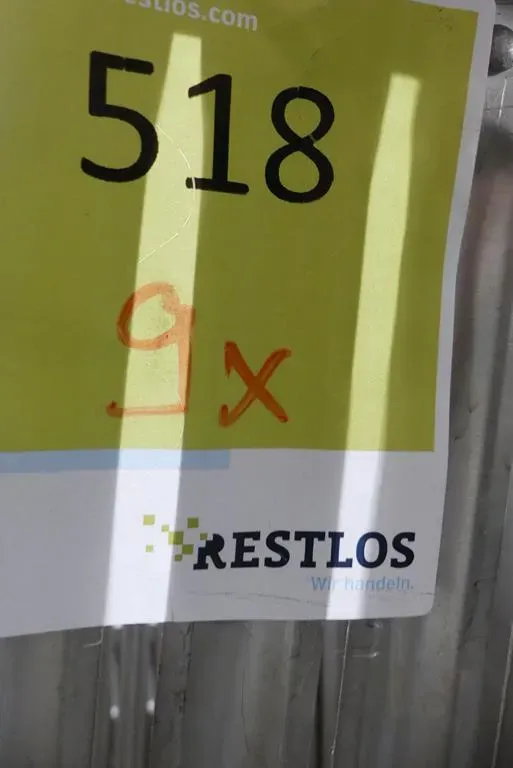 estlos.com
518
9x
RESTLOS
Wir handeln.